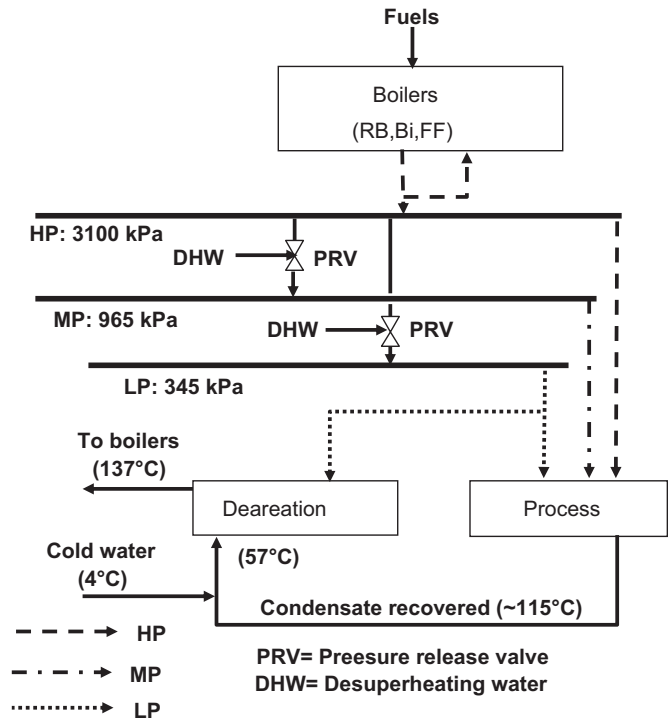 Fuels
Boilers
(RB,Bi,FF)
HP: 3100 kPa
DHW
PRV
MP: 965 kPa
DHW
PRV
LP: 345 kPa
To boilers
(137°C)
Deareation
Process
Cold water
(4°C)
(57°C)
Condensate recovered (~115°C)
HP
MP
LP
PRV= Preesure release valve
DHW= Desuperheating water